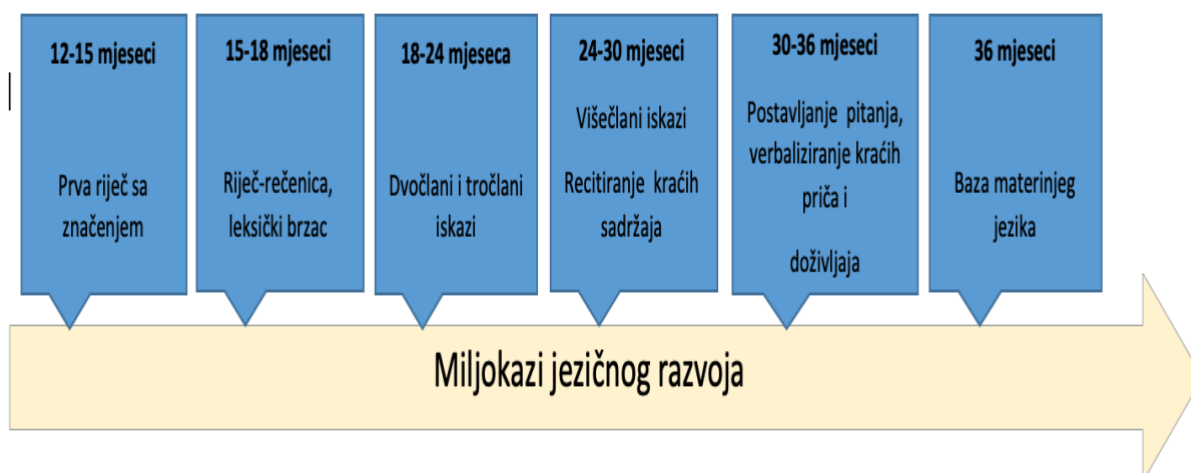 12-15 mjeseci
Prva riječ sa
značenjem
15-18 mjeseci
Riječ-rečenica,
leksički brzac
18-24 mjeseca
Dvočlani i tročlani
iskazi
24-30 mjeseci
Višečlani iskazi
Recitiranje kraćih
sadržaja
30-36 mjeseci
Postavljanje pitanja,
verbaliziranje kraćih
priča i
doživljaja
36 mjeseci
Baza materinjeg
jezika
Miljokazi jezičnog razvoja